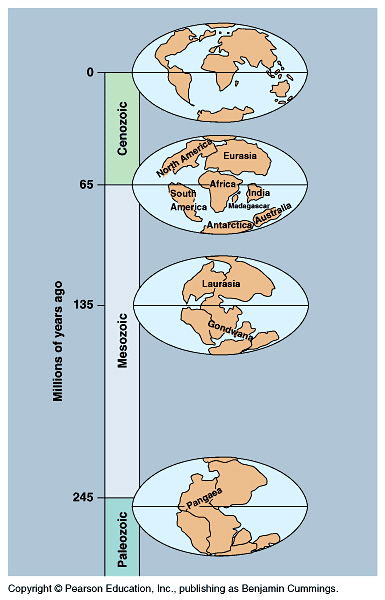 0
Cenozoic
North America
Eurasia
65
Africa
South
America
India
Madagascar
Australia
Antarctica
Millions of years ago
Laurasia
135
Mesozoic
Gondwana
245
Pangaea
Paleozoic
Copyright © Pearson Education, Inc., publishing as Benjamin Cummings.